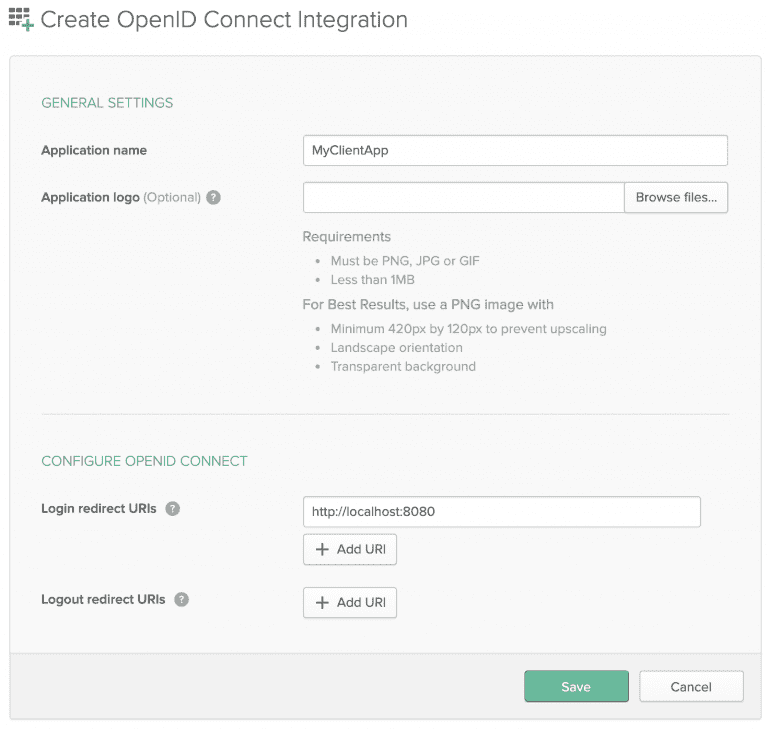 Create OpenID Connect Integration
GENERAL SETTINGS
Application name
MyClientApp
Application logo (Optional) ?
Browse files...
Requirements
• Must be PNG, JPG or GIF
• Less than 1MB
For Best Results, use a PNG image with
• Minimum 420px by 120px to prevent upscaling
• Landscape orientation
• Transparent background
CONFIGURE OPENID CONNECT
Login redirect URIs ?
http://localhost:8080
+ Add URI
Logout redirect URIs ?
+ Add URI
Save
Cancel